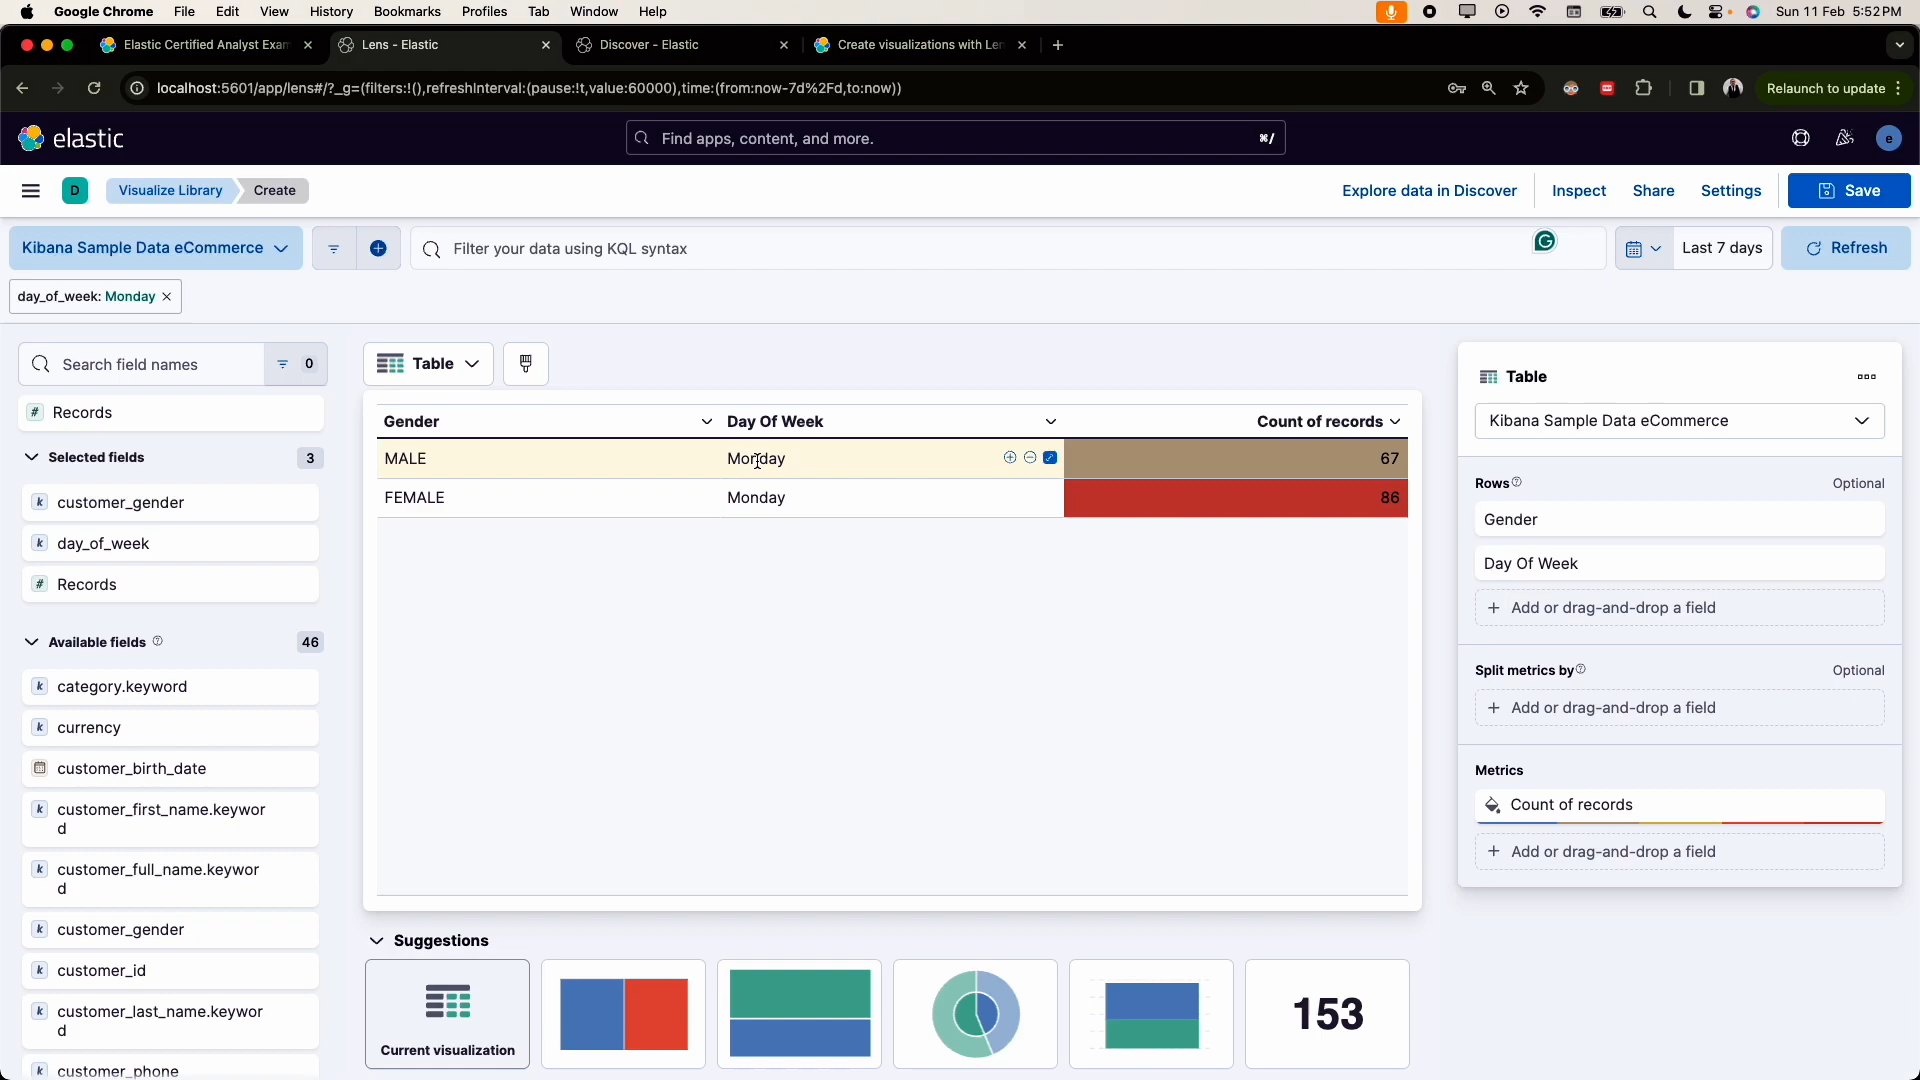 Google Chrome File Edit View History Bookmarks Profiles Tab Window Help Sun 11 Feb 5:52 PM
Elastic Certified Analyst Exam Lens - Elastic Discover - Elastic Create visualizations with Len
localhost:5601/app/lens#/?_g=(filters:!(),refreshInterval:(pause:!t,value:60000),time:(from:now-7d%2Fd,to:now)) Relaunch to update
elastic Find apps, content, and more. ⌘/ e
D Visualize Library Create Explore data in Discover Inspect Share Settings Save
Kibana Sample Data eCommerce Filter your data using KQL syntax Last 7 days Refresh
day_of_week: Monday
Search field names 0 Table
Records
Selected fields 3
customer_gender
day_of_week
Records
Available fields 46
category.keyword
currency
customer_birth_date
customer_first_name.keywor
d
customer_full_name.keywor
d
customer_gender
customer_id
customer_last_name.keywor
d
customer_phone
Gender Day Of Week Count of records
MALE Monday 67
FEMALE Monday 86
Suggestions
Current visualization
153
Table
Kibana Sample Data eCommerce
Rows Optional
Gender
Day Of Week
Add or drag-and-drop a field
Split metrics by Optional
Add or drag-and-drop a field
Metrics
Count of records
Add or drag-and-drop a field